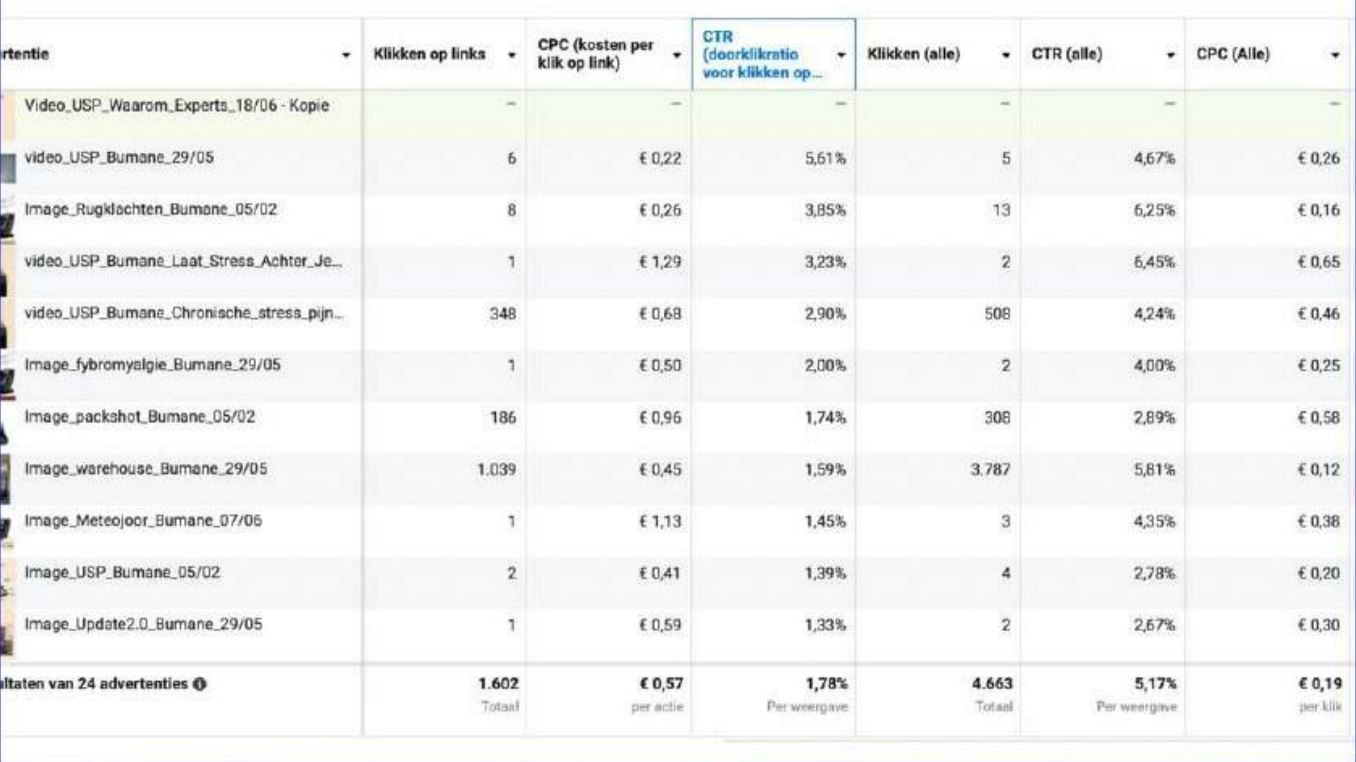 rtentie Klikken op links CPC (kosten per klik op link) CTR (doorklikratio voor klikken op... Klikken (alle) CTR (alle) CPC (Alle)
Video_USP_Waarom_Experts_18/06 - Kopie – – – – – –
video_USP_Bumane_29/05 6 € 0,22 5,61% 5 4,67% € 0,26
Image_Rugklachten_Bumane_05/02 8 € 0,26 3,85% 13 6,25% € 0,16
video_USP_Bumane_Laat_Stress_Achter_Je... 1 € 1,29 3,23% 2 6,45% € 0,65
video_USP_Bumane_Chronische_stress_pijn... 348 € 0,68 2,90% 508 4,24% € 0,46
Image_fybromyalgie_Bumane_29/05 1 € 0,50 2,00% 2 4,00% € 0,25
Image_packshot_Bumane_05/02 186 € 0,96 1,74% 308 2,89% € 0,58
Image_warehouse_Bumane_29/05 1.039 € 0,45 1,59% 3.787 5,81% € 0,12
Image_Meteojoor_Bumane_07/06 1 € 1,13 1,45% 3 4,35% € 0,38
Image_USP_Bumane_05/02 2 € 0,41 1,39% 4 2,78% € 0,20
Image_Update2.0_Bumane_29/05 1 € 0,59 1,33% 2 2,67% € 0,30
ltaten van 24 advertenties 1.602 € 0,57 1,78% 4.663 5,17% € 0,19
Totaal per actie Per weergave Totaal Per weergave per klik